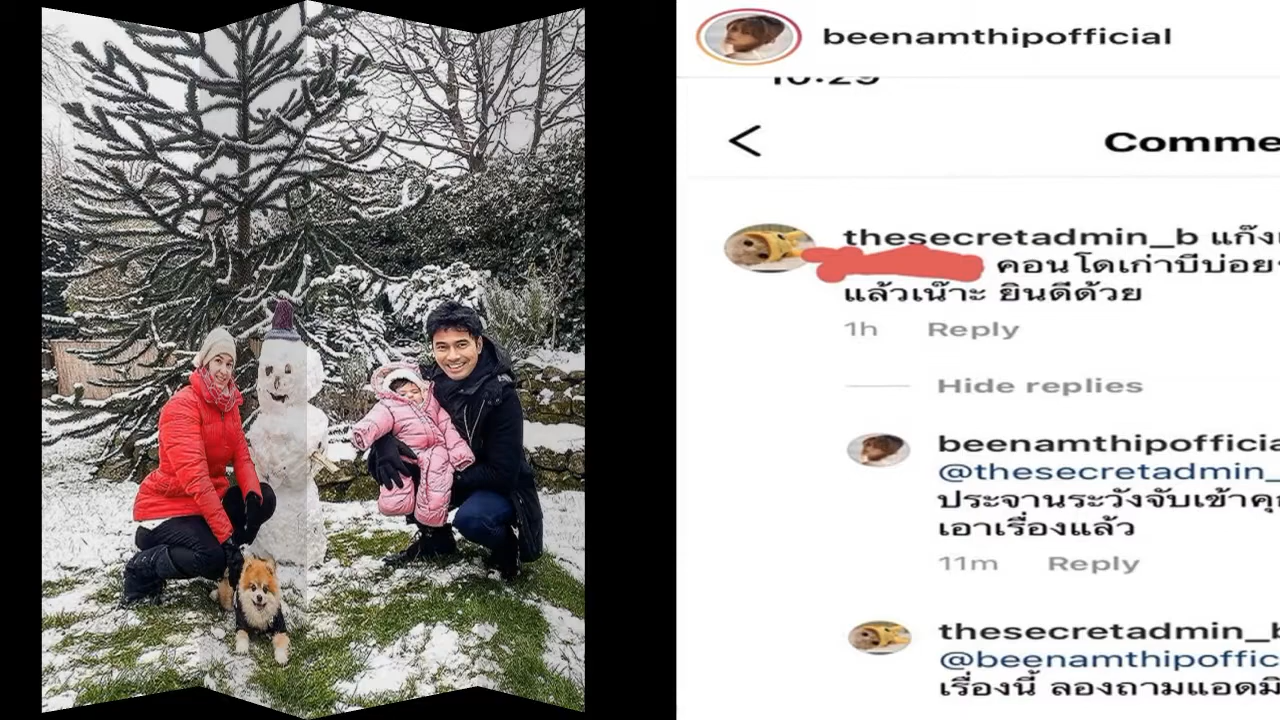 beenamthipofficial
10:29
Comme
thesecretadmin_b แก๊ง
คอนโดเก่าบีบ่อย
แล้วเน๊าะ ยินดีด้วย
1h Reply
Hide replies
beenamthipofficia
@thesecretadmin_
ประจานระวังจับเข้าคุ
เอาเรื่องแล้ว
11m Reply
thesecretadmin_b
@beenamthipoffic
เรื่องนี้ ลองถามแอดมิ